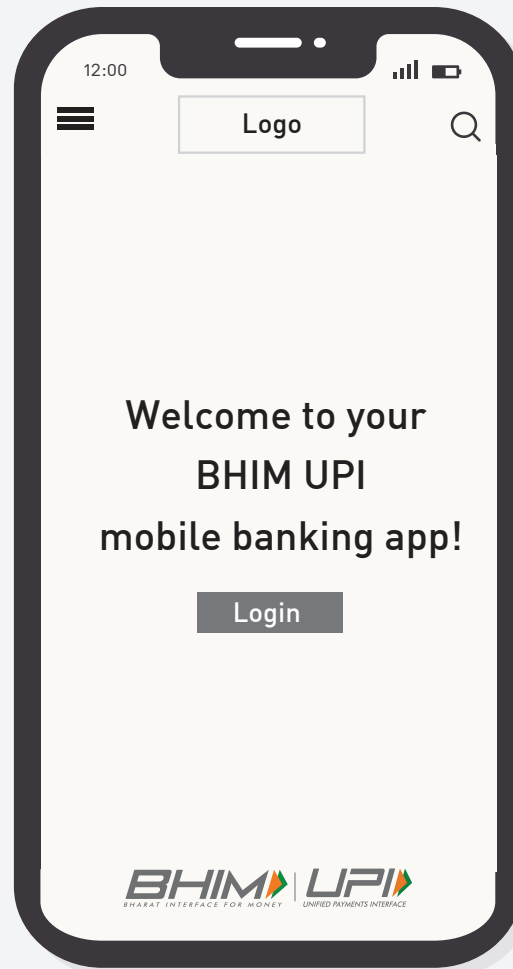 12:00
Logo
Welcome to your
BHIM UPI
mobile banking app!
Login
BHIM UPI
BHARAT INTERFACE FOR MONEY UNIFIED PAYMENTS INTERFACE